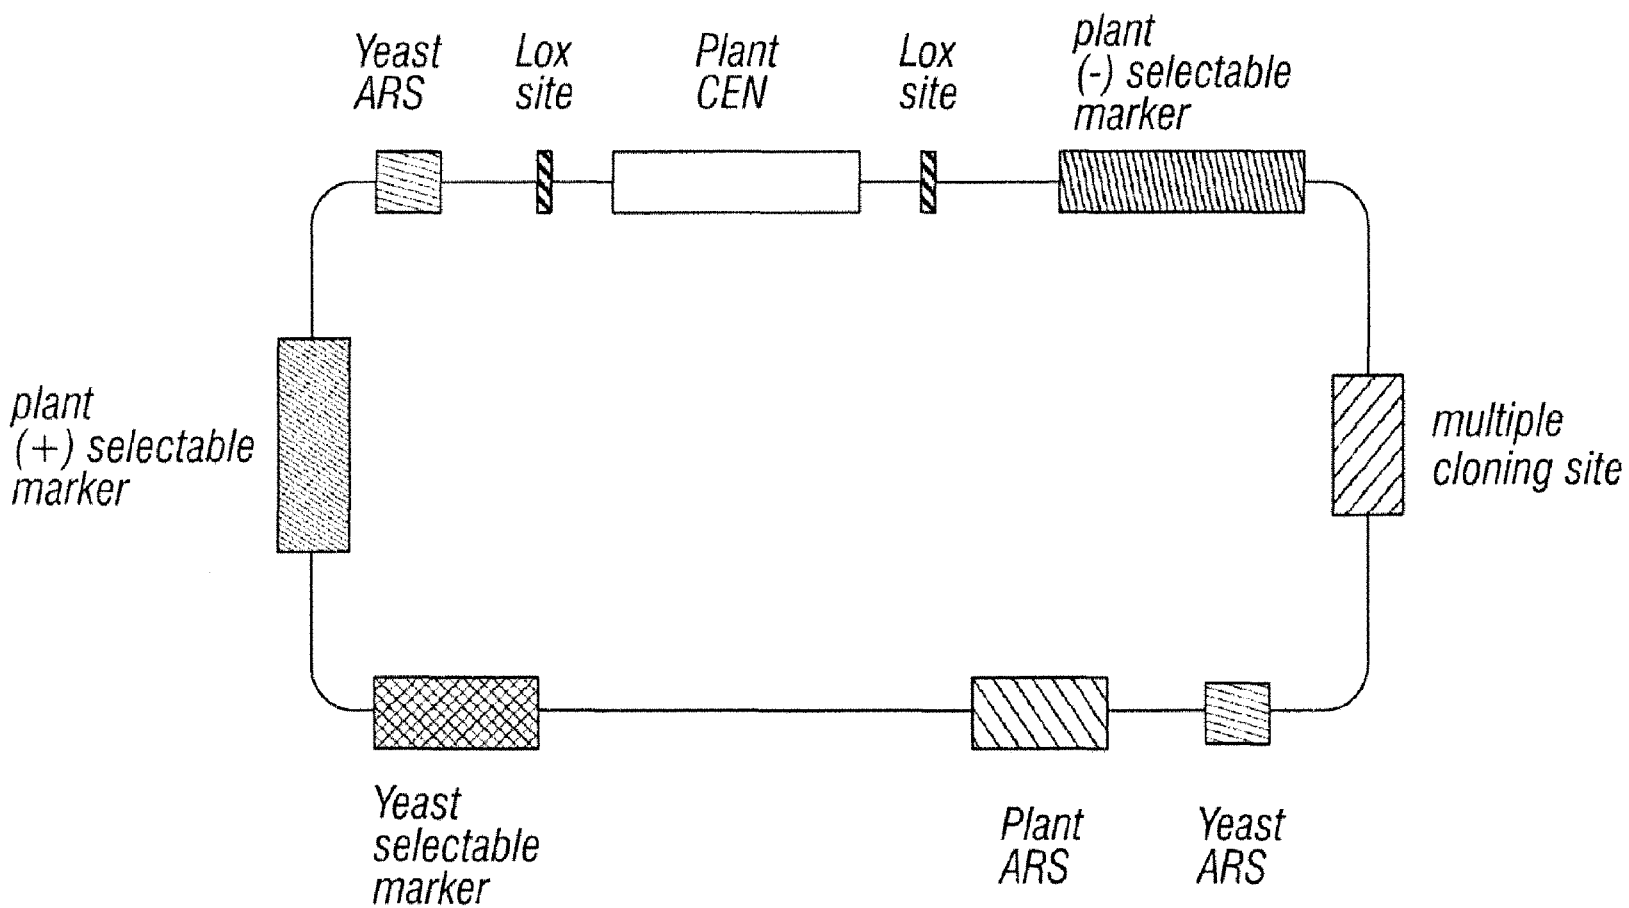 Yeast
ARS
Lox
site
Plant
CEN
Lox
site
plant
(-) selectable
marker
plant
(+) selectable
marker
multiple
cloning site
Yeast
selectable
marker
Plant
ARS
Yeast
ARS